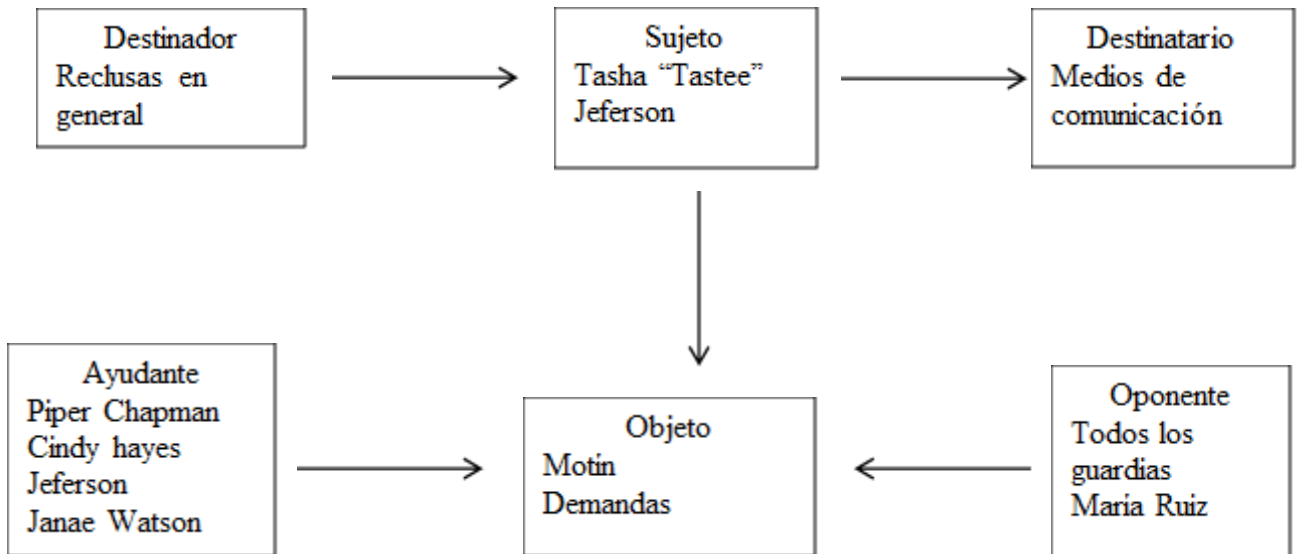 Destinador
Reclusas en
general
Sujeto
Tasha “Tastee”
Jeferson
Destinatario
Medios de
comunicación
Ayudante
Piper Chapman
Cindy hayes
Jeferson
Janae Watson
Objeto
Motín
Demandas
Oponente
Todos los
guardias
María Ruiz